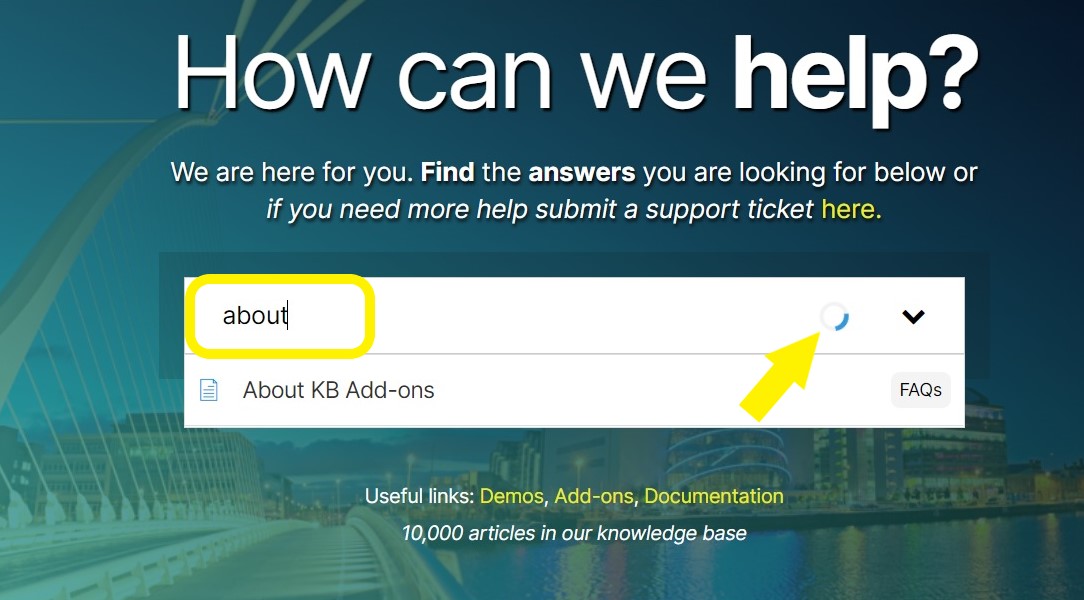 How can we help?
We are here for you. Find the answers you are looking for below or
if you need more help submit a support ticket here.
about
About KB Add-ons FAQs
Useful links: Demos, Add-ons, Documentation
10,000 articles in our knowledge base